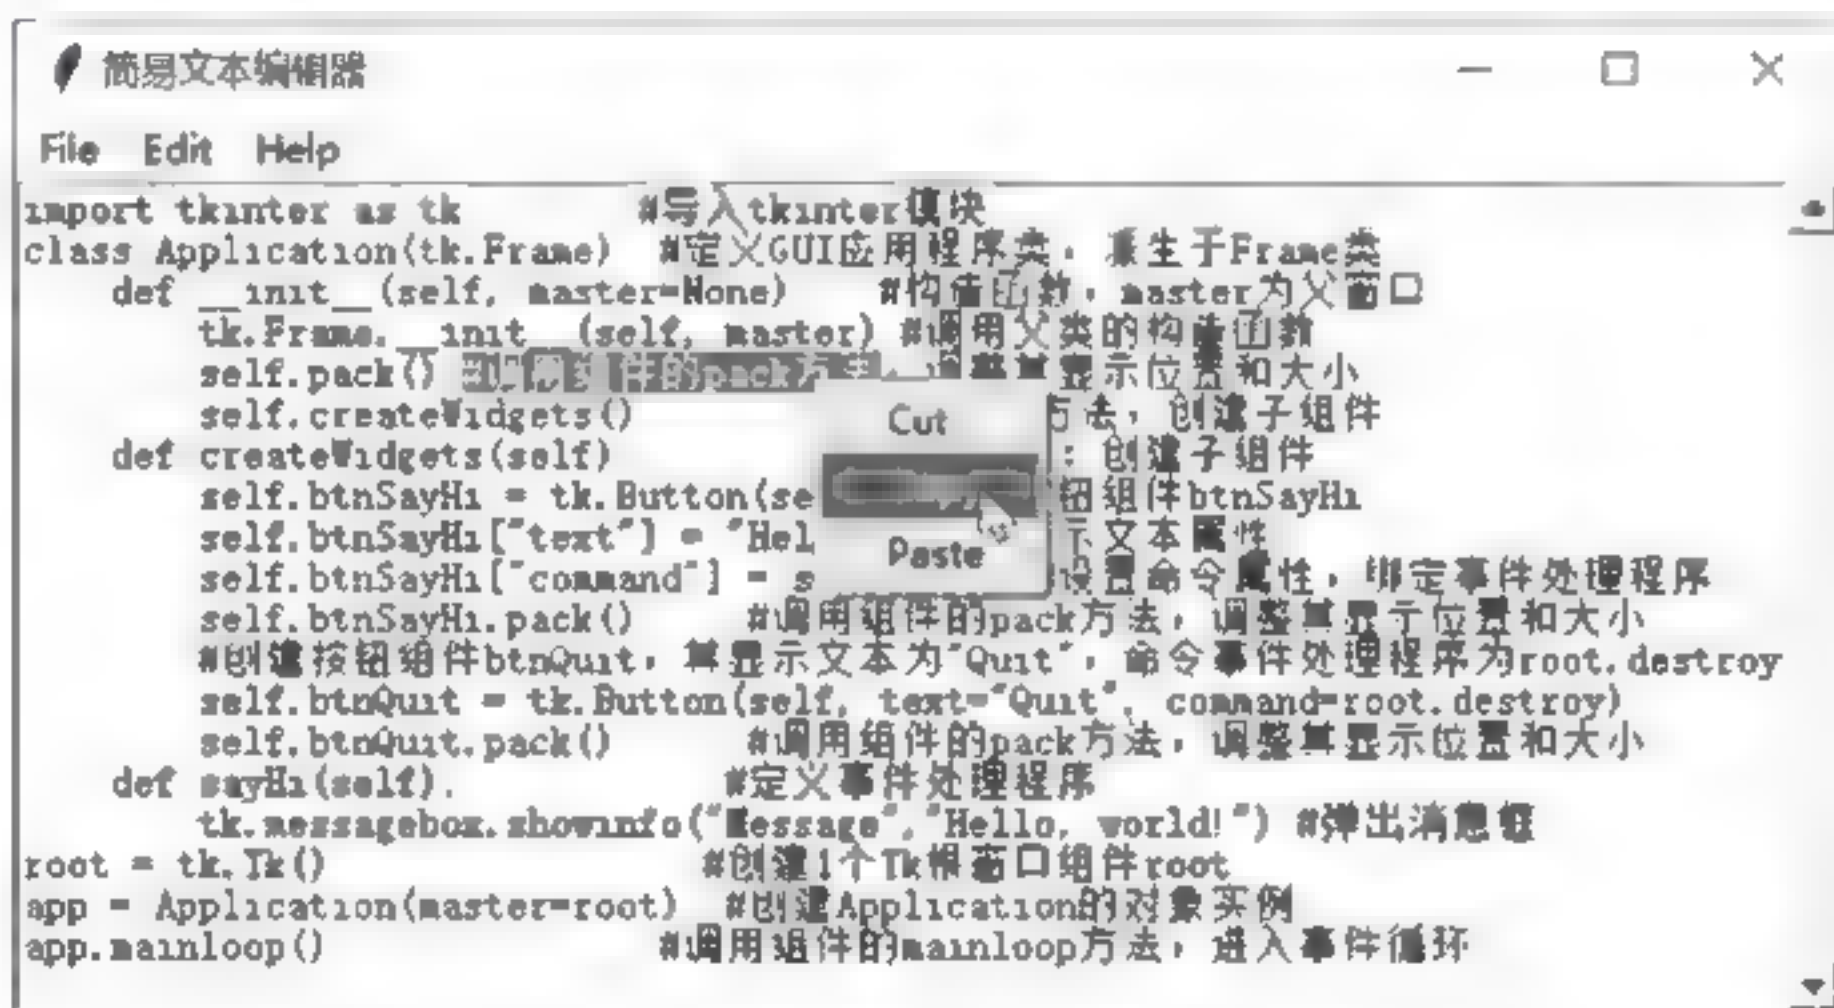 简易文本编辑器
File Edit Help
import tkinter as tk #导入tkinter模块
class Application(tk.Frame) #定义GUI应用程序类，派生于Frame类
def __init__(self, master=None) #构造函数，master为父窗口
tk.Frame.__init__(self, master) #调用父类的构造函数
self.pack() #调用组件的pack方法，调整其显示位置和大小
self.createWidgets() 方法，创建子组件
def createWidgets(self) : 创建子组件
self.btnSayHi = tk.Button(se 钮组件btnSayHi
self.btnSayHi["text"] = "Hel 示文本属性
self.btnSayHi["command"] = s 设置命令属性，绑定事件处理程序
self.btnSayHi.pack() #调用组件的pack方法，调整其显示位置和大小
#创建按钮组件btnQuit，其显示文本为"Quit"，命令事件处理程序为root.destroy
self.btnQuit = tk.Button(self, text="Quit", command=root.destroy)
self.btnQuit.pack() #调用组件的pack方法，调整其显示位置和大小
def sayHi(self): #定义事件处理程序
tk.messagebox.showinfo("Message","Hello, world!") #弹出消息框
root = tk.Tk() #创建1个Tk根窗口组件root
app = Application(master=root) #创建Application的对象实例
app.mainloop() #调用组件的mainloop方法，进入事件循环
Cut
Paste